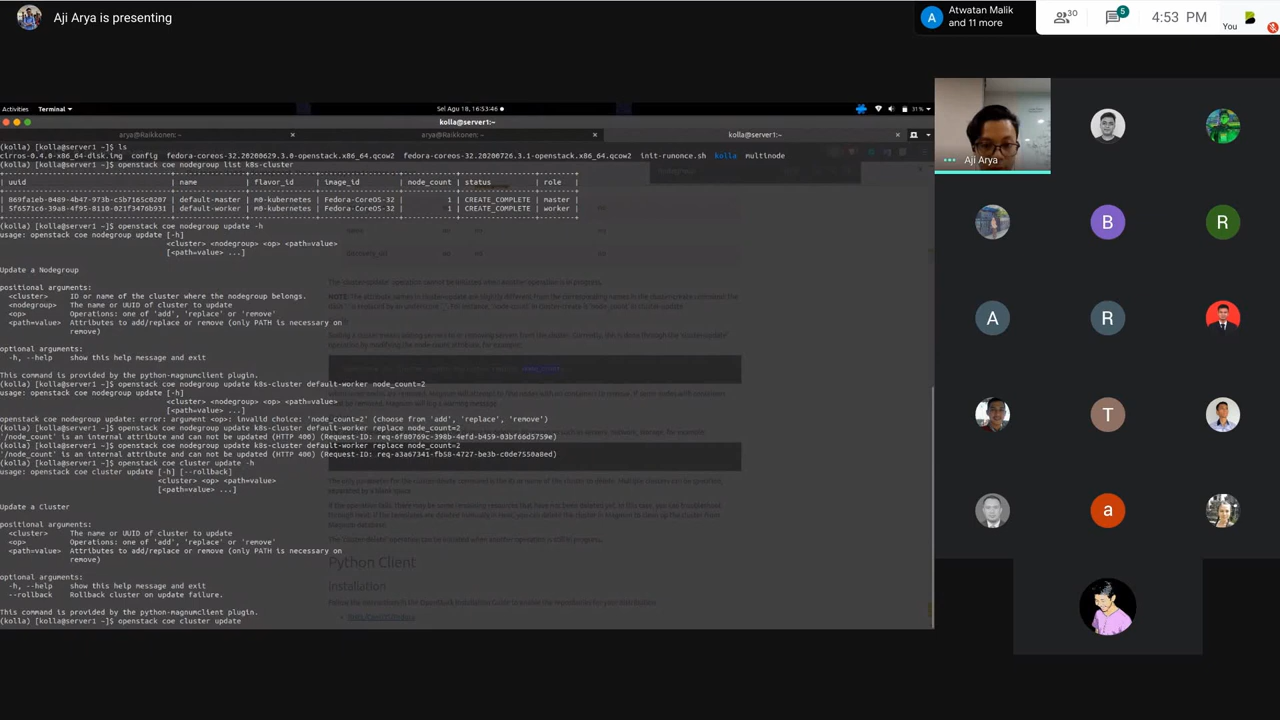 Aji Arya is presenting
Atwatan Malik
and 11 more
30
5
4:53 PM
You
Activities
Terminal
Sel Agu 18, 16:53:46
31%
kolla@server1:~
arya@Raikkonen: ~
arya@Raikkonen: ~
kolla@server1:~
(kolla) [kolla@server1 ~]$ ls
cirros-0.4.0-x86_64-disk.img config fedora-coreos-32.20200629.3.0-openstack.x86_64.qcow2 fedora-coreos-32.20200726.3.1-openstack.x86_64.qcow2 init-runonce.sh kolla multinode
(kolla) [kolla@server1 ~]$ openstack coe nodegroup list k8s-cluster
| uuid | name | flavor_id | image_id | node_count | status | role |
| 869fa1eb-0489-4b47-973b-c5b7165c0207 | default-master | m0-kubernetes | Fedora-CoreOS-32 | 1 | CREATE_COMPLETE | master |
| 5f6571c6-39a8-4f95-8110-021f3476b931 | default-worker | m0-kubernetes | Fedora-CoreOS-32 | 1 | CREATE_COMPLETE | worker |
(kolla) [kolla@server1 ~]$ openstack coe nodegroup update -h
usage: openstack coe nodegroup update [-h]
<cluster> <nodegroup> <op> <path=value>
[<path=value> ...]
Update a Nodegroup
positional arguments:
<cluster> ID or name of the cluster where the nodegroup belongs.
<nodegroup> The name or UUID of cluster to update
<op> Operations: one of 'add', 'replace' or 'remove'
<path=value> Attributes to add/replace or remove (only PATH is necessary on
remove)
optional arguments:
-h, --help show this help message and exit
This command is provided by the python-magnumclient plugin.
(kolla) [kolla@server1 ~]$ openstack coe nodegroup update k8s-cluster default-worker node_count=2
usage: openstack coe nodegroup update [-h]
<cluster> <nodegroup> <op> <path=value>
[<path=value> ...]
openstack coe nodegroup update: error: argument <op>: invalid choice: 'node_count=2' (choose from 'add', 'replace', 'remove')
(kolla) [kolla@server1 ~]$ openstack coe nodegroup update k8s-cluster default-worker replace node_count=2
'/node_count' is an internal attribute and can not be updated (HTTP 400) (Request-ID: req-6f80769c-398b-4efd-b459-03bf66d5759e)
(kolla) [kolla@server1 ~]$ openstack coe nodegroup update k8s-cluster default-worker replace node_count=2
'/node_count' is an internal attribute and can not be updated (HTTP 400) (Request-ID: req-a3a67341-fb58-4727-be3b-c0de7550a8ed)
(kolla) [kolla@server1 ~]$ openstack coe cluster update -h
usage: openstack coe cluster update [-h] [--rollback]
<cluster> <op> <path=value>
[<path=value> ...]
Update a Cluster
positional arguments:
<cluster> The name or UUID of cluster to update
<op> Operations: one of 'add', 'replace' or 'remove'
<path=value> Attributes to add/replace or remove (only PATH is necessary on
remove)
optional arguments:
-h, --help show this help message and exit
--rollback Rollback cluster on update failure.
This command is provided by the python-magnumclient plugin.
(kolla) [kolla@server1 ~]$ openstack coe cluster update
Python Client
Installation
Aji Arya
B
R
A
R
T
a